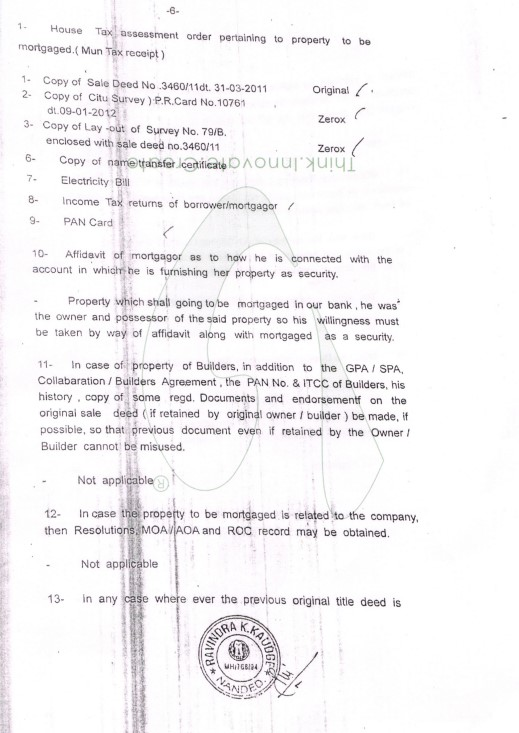 -6-
1- House Tax assessment order pertaining to property to be
mortgaged.( Mun Tax receipt )
1- Copy of Sale Deed No .3460/11dt. 31-03-2011 Original
2- Copy of Citu Survey ) P.R.Card No.10761
dt.09-01-2012 Zerox
3- Copy of Lay -out of Survey No. 79/B.
enclosed with sale deed no.3460/11 Zerox
Think.Innovate.Create
6- Copy of name transfer certificate
7- Electricity Bill
8- Income Tax returns of borrower/mortgagor
9- PAN Card
10- Affidavit of mortgagor as to how he is connected with the
account in which he is furnishing her property as security.
- Property which shall going to be mortgaged in our bank , he was
the owner and possessor of the said property so his willingness must
be taken by way of affidavit along with mortgaged as a security.
11- In case of property of Builders, in addition to the GPA / SPA,
Collabaration / Builders Agreement , the PAN No. & ITCC of Builders, his
history , copy of some regd. Documents and endorsement on the
original sale deed ( if retained by original owner / builder ) be made, if
possible, so that previous document even if retained by the Owner /
Builder cannot be misused.
- Not applicable
®
12- In case the property to be mortgaged is related to the company,
then Resolutions, MOA / AOA and ROC record may be obtained.
- Not applicable
13- in any case where ever the previous original title deed is
RAVINDRA K.KAUDGE
NANDED.